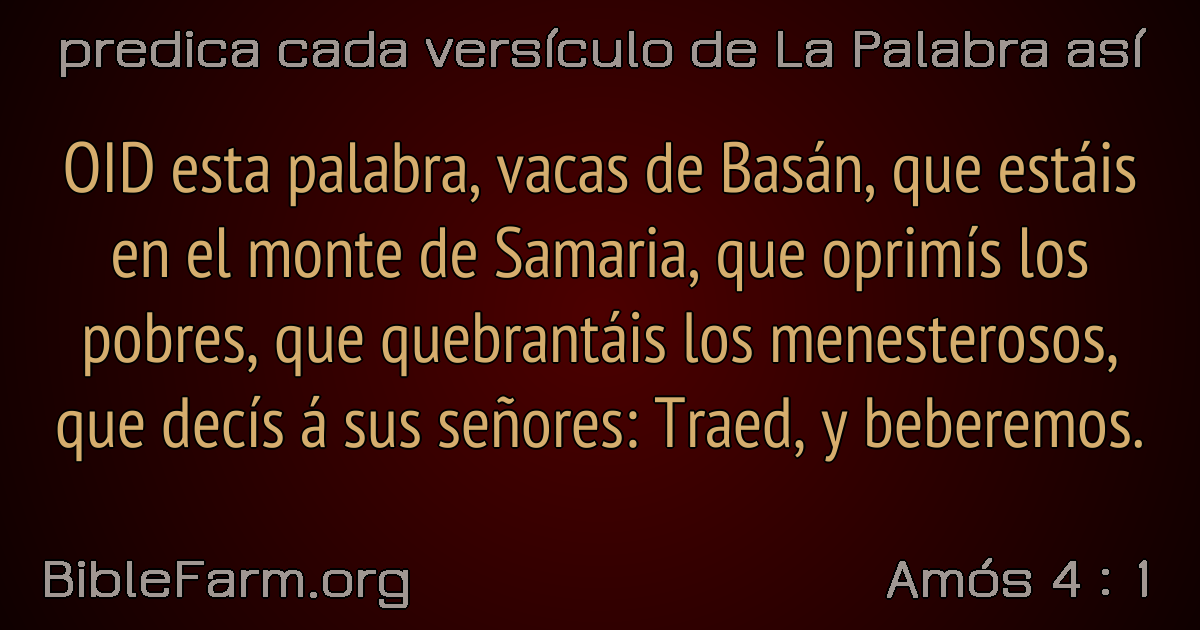 predica cada versículo de La Palabra así
OID esta palabra, vacas de Basán, que estáis
en el monte de Samaria, que oprimís los
pobres, que quebrantáis los menesterosos,
que decís á sus señores: Traed, y beberemos.
BibleFarm.org
Amós 4 : 1